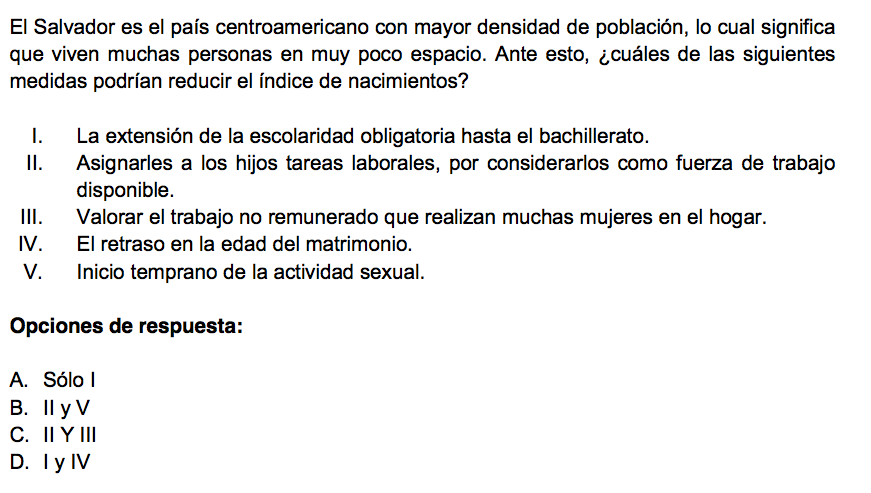 El Salvador es el país centroamericano con mayor densidad de población, lo cual significa
que viven muchas personas en muy poco espacio. Ante esto, ¿cuáles de las siguientes
medidas podrían reducir el índice de nacimientos?
I. La extensión de la escolaridad obligatoria hasta el bachillerato.
II. Asignarles a los hijos tareas laborales, por considerarlos como fuerza de trabajo
disponible.
III. Valorar el trabajo no remunerado que realizan muchas mujeres en el hogar.
IV. El retraso en la edad del matrimonio.
V. Inicio temprano de la actividad sexual.
Opciones de respuesta:
A. Sólo I
B. II y V
C. II Y III
D. I y IV